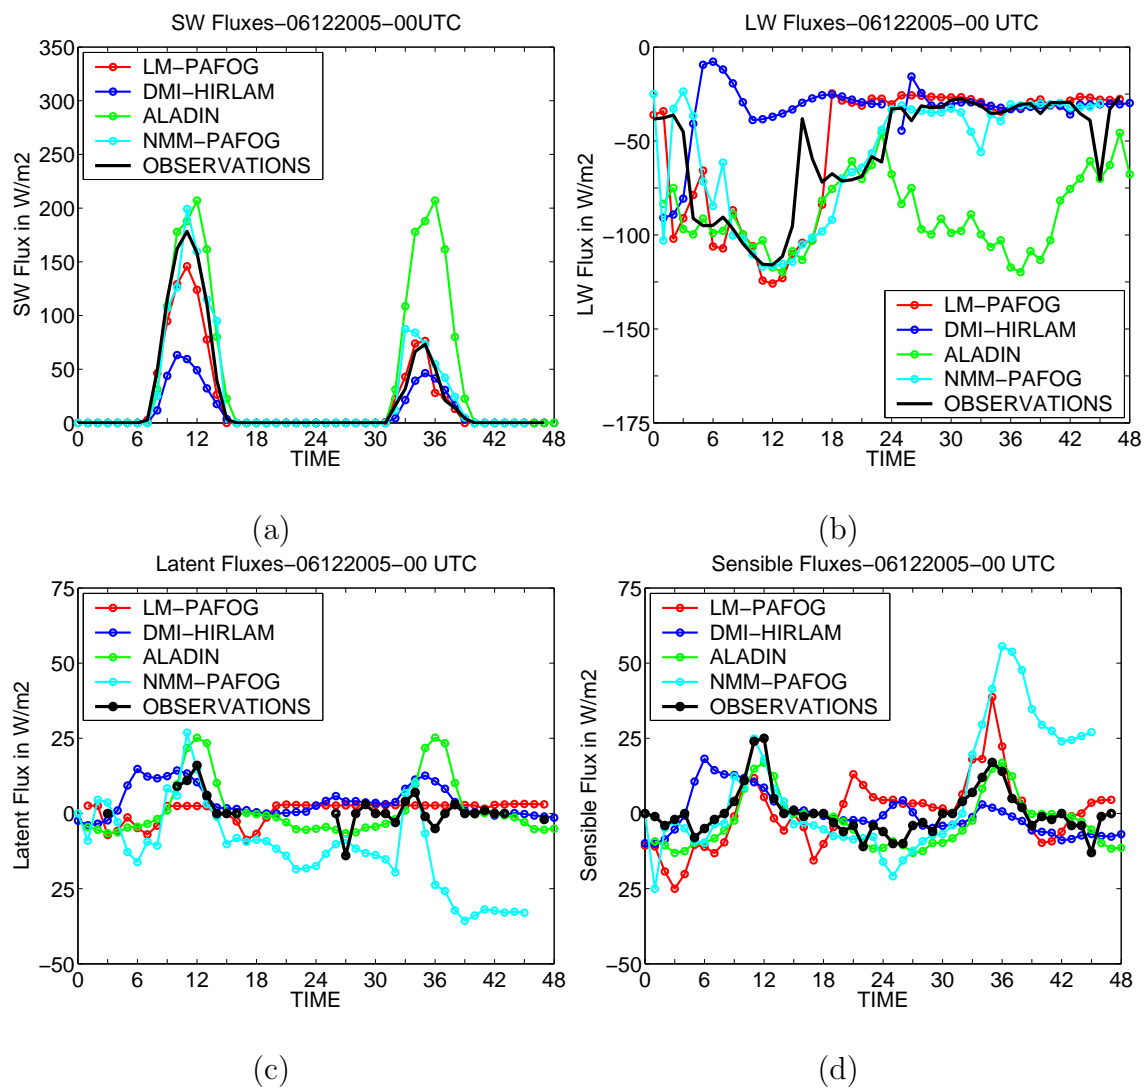 SW Fluxes−06122005−00UTC
350
300
250
200
150
100
50
0
SW Flux in W/m2
LM−PAFOG
DMI−HIRLAM
ALADIN
NMM−PAFOG
OBSERVATIONS
0 6 12 18 24 30 36 42 48
TIME
(a)
LW Fluxes−06122005−00 UTC
0
−25
−75
−125
−175
LW Flux in W/m2
LM−PAFOG
DMI−HIRLAM
ALADIN
NMM−PAFOG
OBSERVATIONS
0 6 12 18 24 30 36 42 48
TIME
(b)
Latent Fluxes−06122005−00 UTC
75
50
25
0
25
−50
Latent Flux in W/m2
LM−PAFOG
DMI−HIRLAM
ALADIN
NMM−PAFOG
OBSERVATIONS
0 6 12 18 24 30 36 42 48
TIME
(c)
Sensible Fluxes−06122005−00 UTC
75
50
25
0
25
−50
Sensible Flux in W/m2
LM−PAFOG
DMI−HIRLAM
ALADIN
NMM−PAFOG
OBSERVATIONS
0 6 12 18 24 30 36 42 48
TIME
(d)